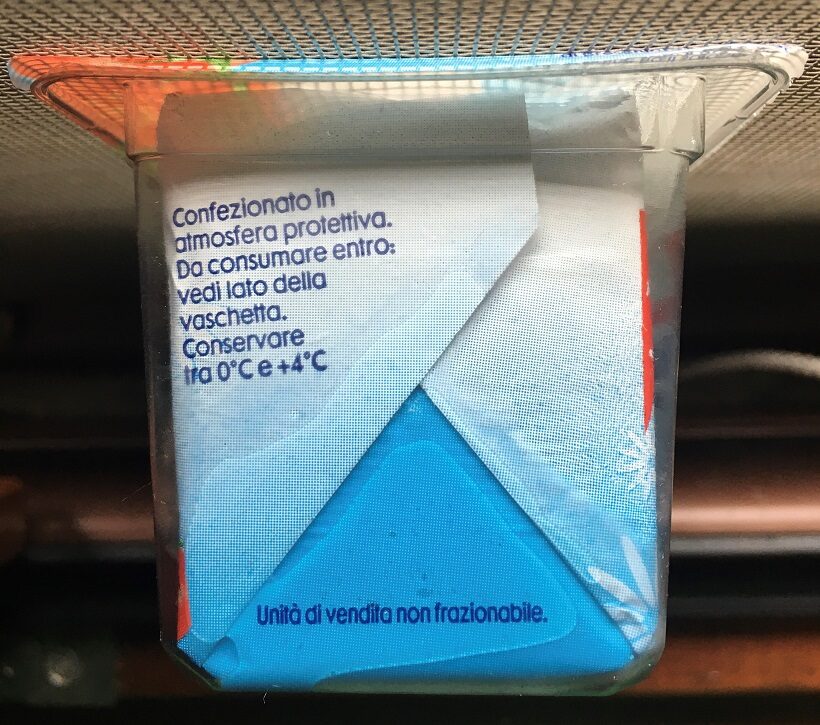 Confezionato in
atmosfera protettiva.
Da consumare entro:
vedi lato della
vaschetta.
Conservare
tra 0°C e +4°C
Unità di vendita non frazionabile.